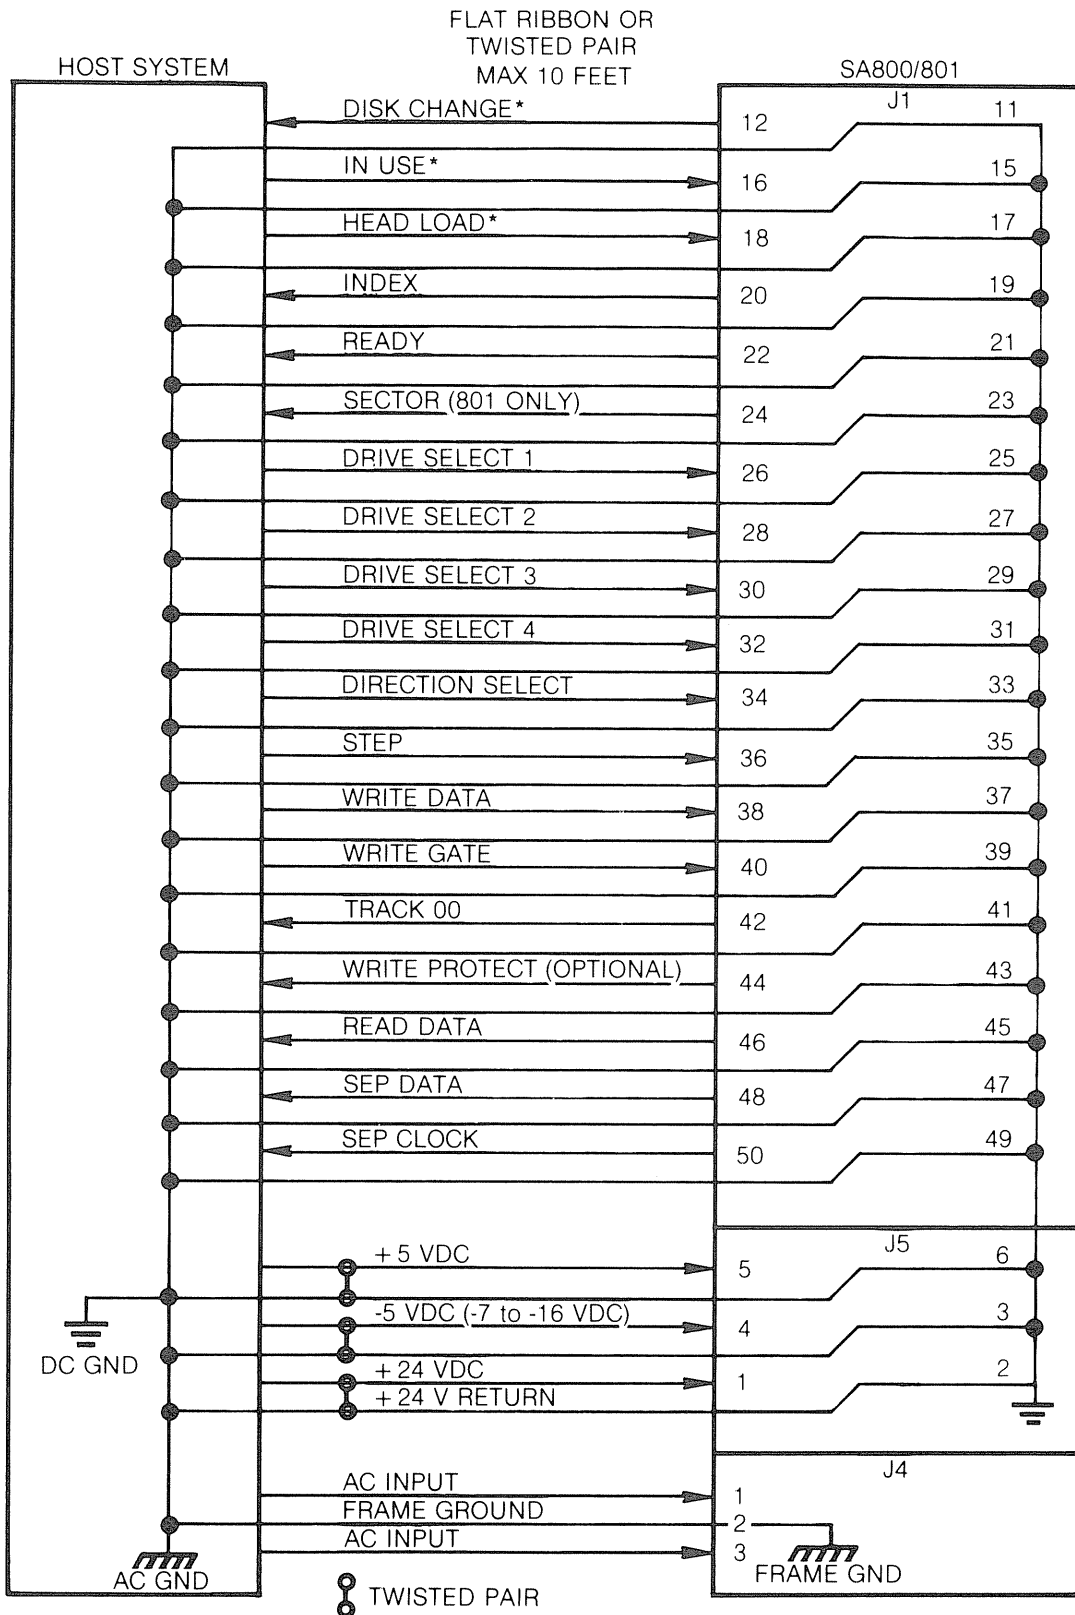 FLAT RIBBON OR
TWISTED PAIR
MAX 10 FEET
HOST SYSTEM
SA800/801
J1
DISK CHANGE*
12
11
IN USE*
16
15
HEAD LOAD*
18
17
INDEX
20
19
READY
22
21
SECTOR (801 ONLY)
24
23
DRIVE SELECT 1
26
25
DRIVE SELECT 2
28
27
DRIVE SELECT 3
30
29
DRIVE SELECT 4
32
31
DIRECTION SELECT
34
33
STEP
36
35
WRITE DATA
38
37
WRITE GATE
40
39
TRACK 00
42
41
WRITE PROTECT (OPTIONAL)
44
43
READ DATA
46
45
SEP DATA
48
47
SEP CLOCK
50
49
J5
+ 5 VDC
5
6
-5 VDC (-7 to -16 VDC)
4
3
DC GND
+ 24 VDC
1
2
+ 24 V RETURN
J4
AC INPUT
1
FRAME GROUND
2
AC INPUT
3
AC GND
FRAME GND
TWISTED PAIR